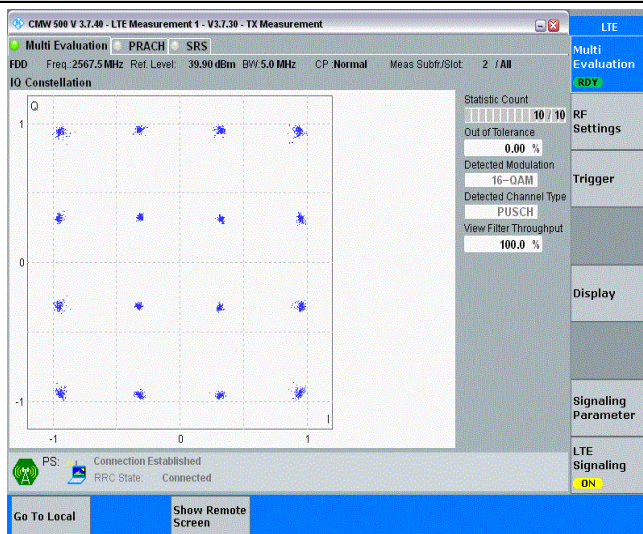 CMW 500 V 3.7.40 - LTE Measurement 1 - V3.7.30 - TX Measurement
LTE
Multi Evaluation PRACH SRS
Multi
Evaluation
RDY
FDD Freq.:2567.5 MHz Ref. Level: 39.90 dBm BW:5.0 MHz CP :Normal Meas Subfr./Slot: 2 / All
IQ Constellation
Q
1
0
-1
-1 0 1
I
Statistic Count
10 / 10
Out of Tolerance
0.00 %
Detected Modulation
16-QAM
Detected Channel Type
PUSCH
View Filter Throughput
100.0 %
RF
Settings
Trigger
Display
Signaling
Parameter
LTE
Signaling
ON
PS: Connection Established
RRC State: Connected
Go To Local
Show Remote
Screen